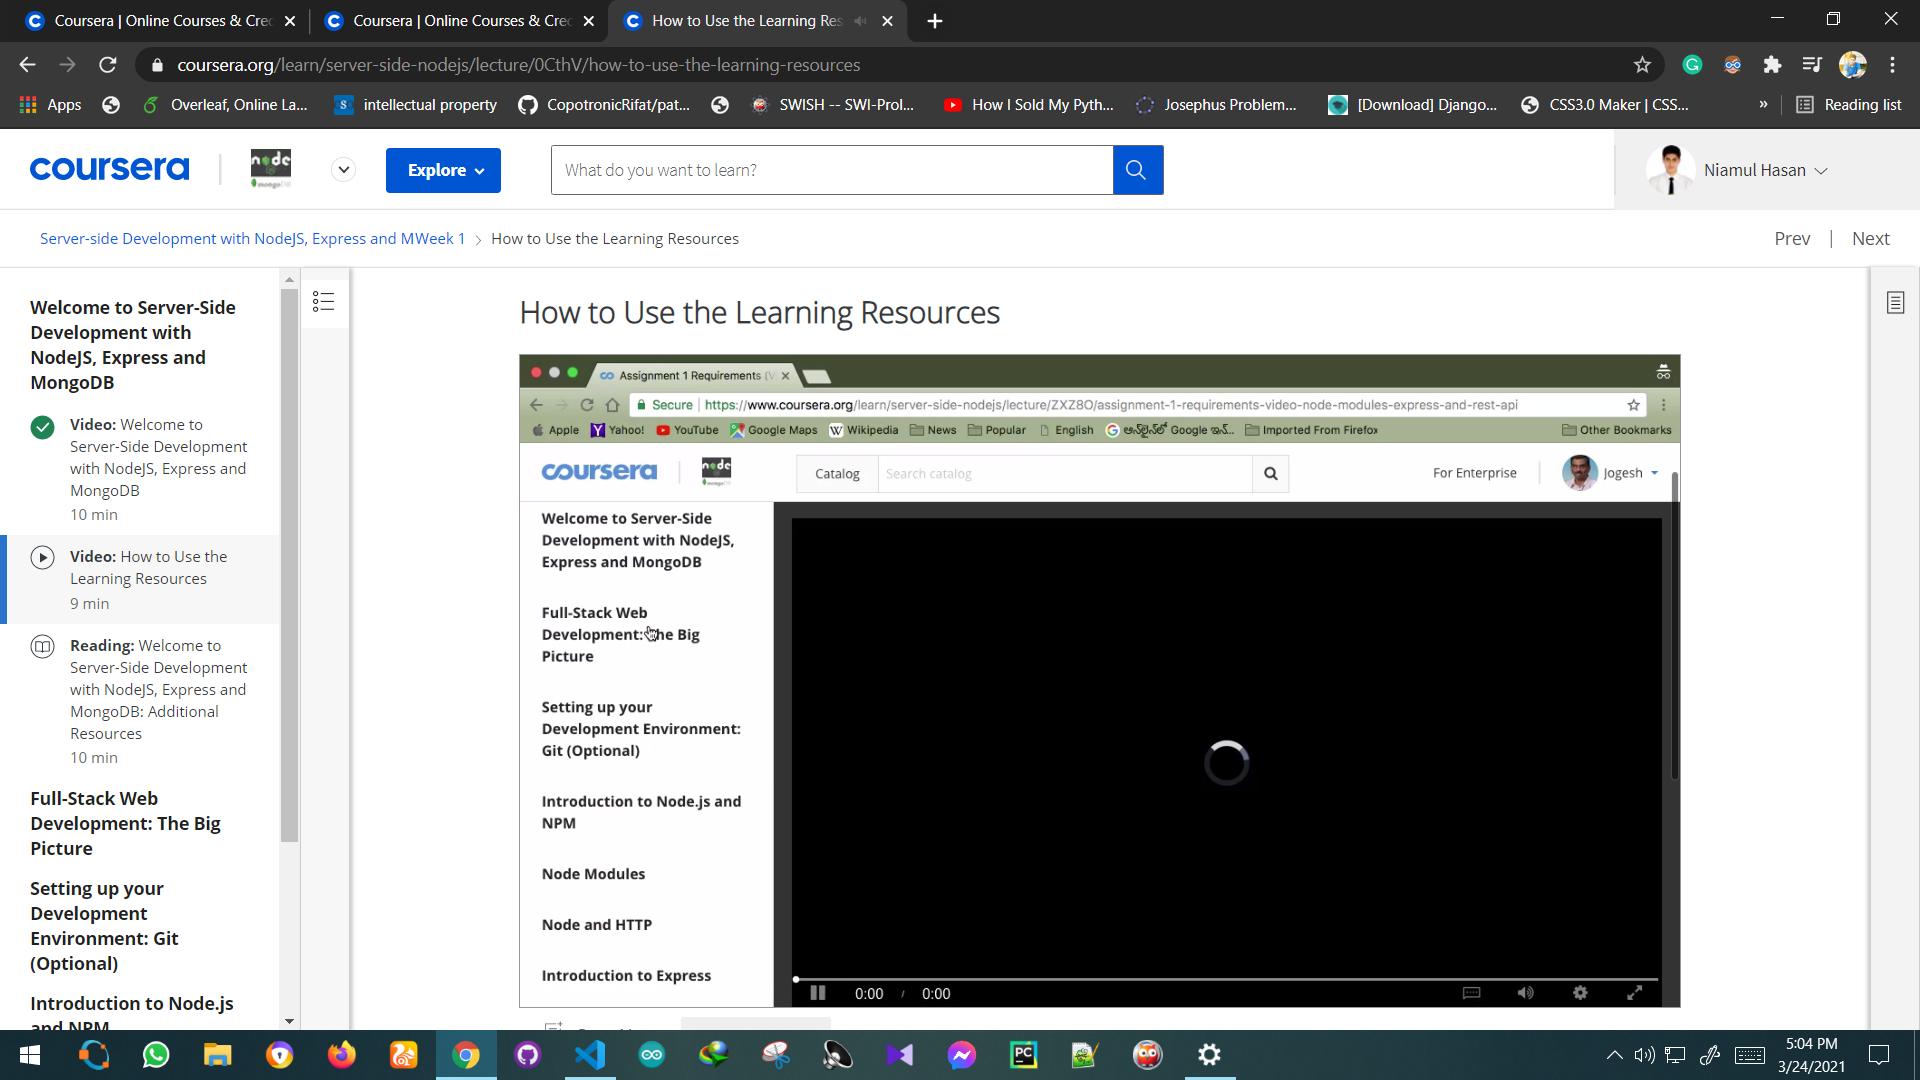 Coursera | Online Courses & Cre
Coursera | Online Courses & Cre
How to Use the Learning Res
coursera.org/learn/server-side-nodejs/lecture/0CthV/how-to-use-the-learning-resources
Apps
Overleaf, Online La...
intellectual property
CopotronicRifat/pat...
SWISH -- SWI-Prol...
How I Sold My Pyth...
Josephus Problem...
[Download] Django...
CSS3.0 Maker | CSS...
»
Reading list
coursera
node
mongoDB
Explore
What do you want to learn?
Niamul Hasan
Server-side Development with NodeJS, Express and MWeek 1
How to Use the Learning Resources
Prev | Next
Welcome to Server-Side
Development with
NodeJS, Express and
MongoDB
Video: Welcome to
Server-Side Development
with NodeJS, Express and
MongoDB
10 min
Video: How to Use the
Learning Resources
9 min
Reading: Welcome to
Server-Side Development
with NodeJS, Express and
MongoDB: Additional
Resources
10 min
Full-Stack Web
Development: The Big
Picture
Setting up your
Development
Environment: Git
(Optional)
Introduction to Node.js
and NPM
How to Use the Learning Resources
Assignment 1 Requirements (V
Secure | https://www.coursera.org/learn/server-side-nodejs/lecture/ZXZ8O/assignment-1-requirements-video-node-modules-express-and-rest-api
Apple
Yahoo!
YouTube
Google Maps
Wikipedia
News
Popular
English
Google
Imported From Firefox
Other Bookmarks
coursera
node
Catalog
Search catalog
For Enterprise
Jogesh
Welcome to Server-Side
Development with NodeJS,
Express and MongoDB
Full-Stack Web
Development: The Big
Picture
Setting up your
Development Environment:
Git (Optional)
Introduction to Node.js and
NPM
Node Modules
Node and HTTP
Introduction to Express
0:00 / 0:00
PC
5:04 PM
3/24/2021